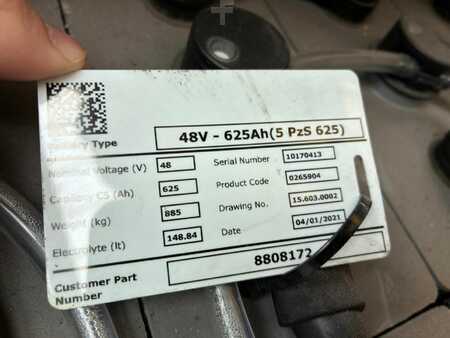 Type 48V - 625Ah(5 PzS 625)
Voltage (V) 48 Serial Number 10170413
Capacity C5 (Ah) 625 Product Code 0265904
Weight (kg) 885 Drawing No. 15.603.0002
Electrolyte (lt) 148.84 Date 04/01/2021
Customer Part Number 8808172